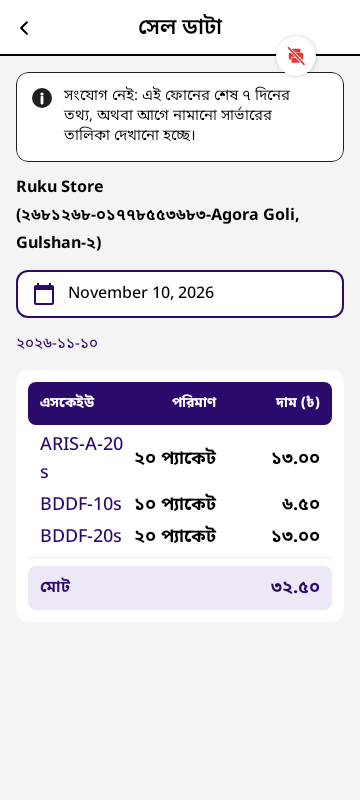 সেল ডাটা
সংযোগ নেই: এই ফোনের শেষ ৭ দিনের
তথ্য, অথবা আগে নামানো সার্ভারের
তালিকা দেখানো হচ্ছে।
Ruku Store
(২৬৮১২৬৮-০১৭৭৮৫৫৩৬৮৩-Agora Goli,
Gulshan-২)
November 10, 2026
২০২৬-১১-১০
এসকেইউ পরিমাণ দাম (৳)
ARIS-A-20
s ২০ প্যাকেট ১৩.০০
BDDF-10s ১০ প্যাকেট ৬.৫০
BDDF-20s ২০ প্যাকেট ১৩.০০
মোট ৩২.৫০